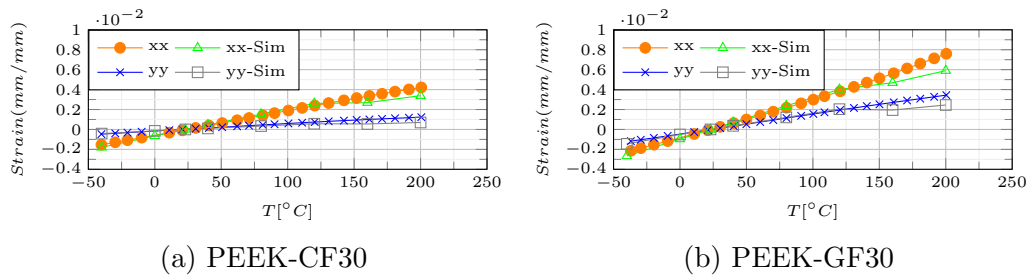 ·10⁻²
1
0.8
0.6
0.4
0.2
0
−0.2
−0.4
−50 0 50 100 150 200 250
T[°C]
Strain(mm/mm)
xx xx-Sim
yy yy-Sim
(a) PEEK-CF30
·10⁻²
1
0.8
0.6
0.4
0.2
0
−0.2
−0.4
−50 0 50 100 150 200 250
T[°C]
Strain(mm/mm)
xx xx-Sim
yy yy-Sim
(b) PEEK-GF30